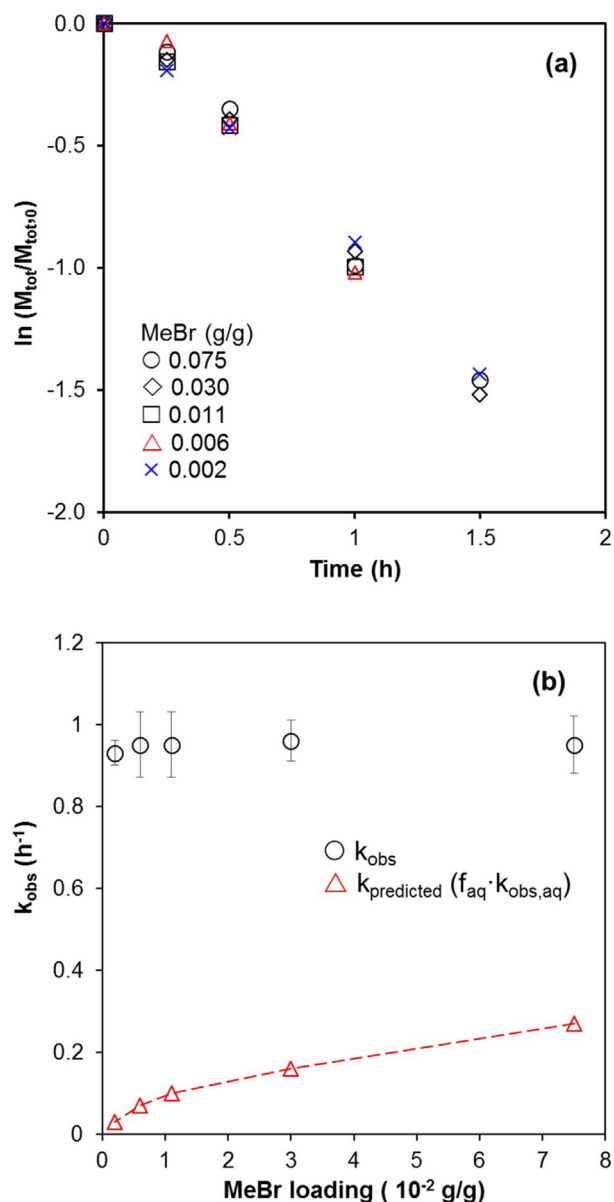 (a)
0.0
-0.5
-1.0
-1.5
-2.0
ln (Mtot/Mtot,0)
MeBr (g/g)
0.075
0.030
0.011
0.006
0.002
0 0.5 1 1.5 2
Time (h)
(b)
1.2
1
0.8
0.6
0.4
0.2
0
kobs (h-1)
kobs
kpredicted (faq·kobs,aq)
0 1 2 3 4 5 6 7 8
MeBr loading ( 10-2 g/g)